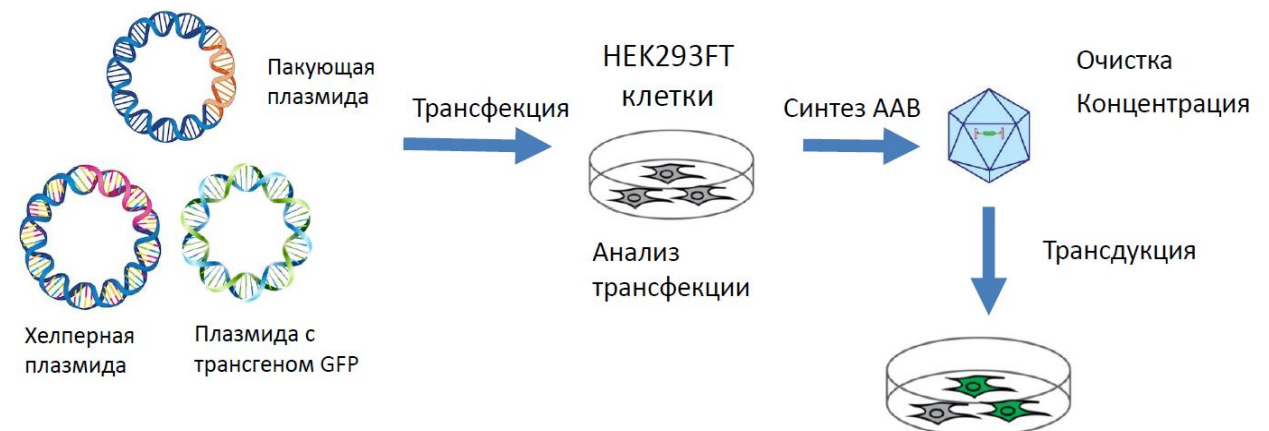 Пакующая
плазмида
Хелперная
плазмида
Плазмида с
трансгеном GFP
Трансфекция
HEK293FT
клетки
Анализ
трансфекции
Синтез ААВ
Очистка
Концентрация
Трансдукция